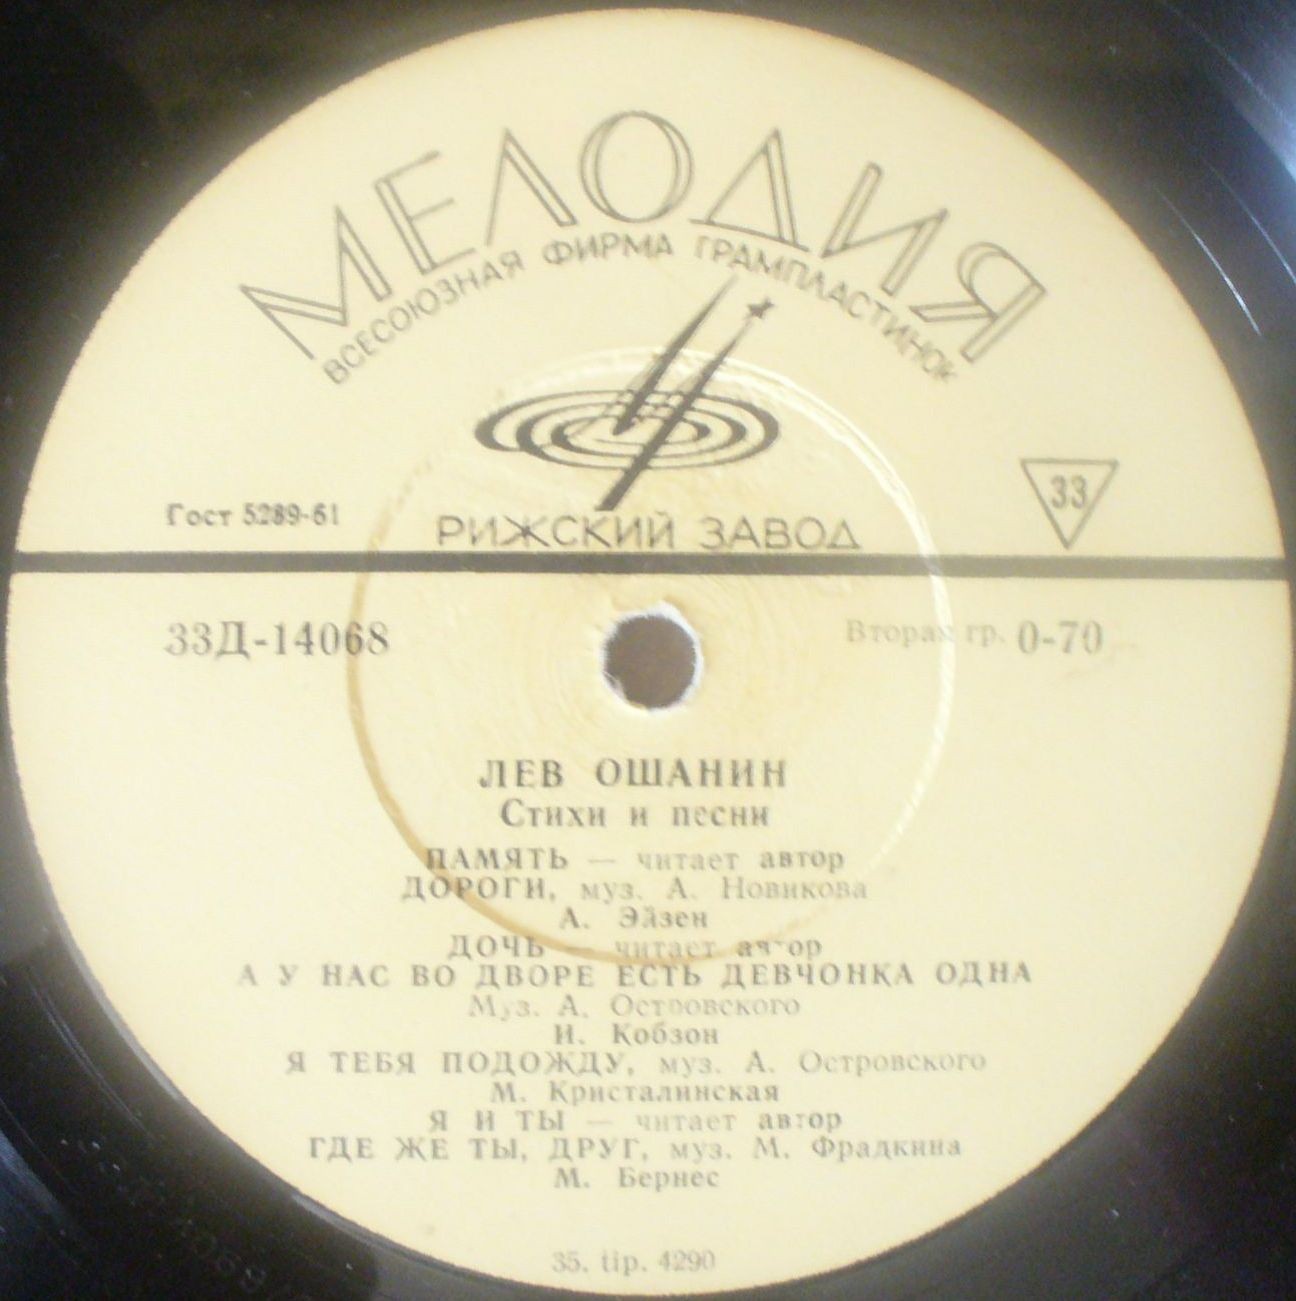 МЕЛОДИЯ
ВСЕСОЮЗНАЯ ФИРМА ГРАМПЛАСТИНОК
33
Гост 5289-61
РИЖСКИЙ ЗАВОД
33Д-14068
Вторая гр. 0-70
ЛЕВ ОШАНИН
Стихи и песни
ПАМЯТЬ — читает автор
ДОРОГИ, муз. А. Новикова
А. Эйзен
ДОЧЬ — читает автор
А У НАС ВО ДВОРЕ ЕСТЬ ДЕВЧОНКА ОДНА
Муз. А. Островского
И. Кобзон
Я ТЕБЯ ПОДОЖДУ, муз. А. Островского
М. Кристалинская
Я И ТЫ — читает автор
ГДЕ ЖЕ ТЫ, ДРУГ, муз. М. Фрадкина
М. Бернес
35. tip. 4290